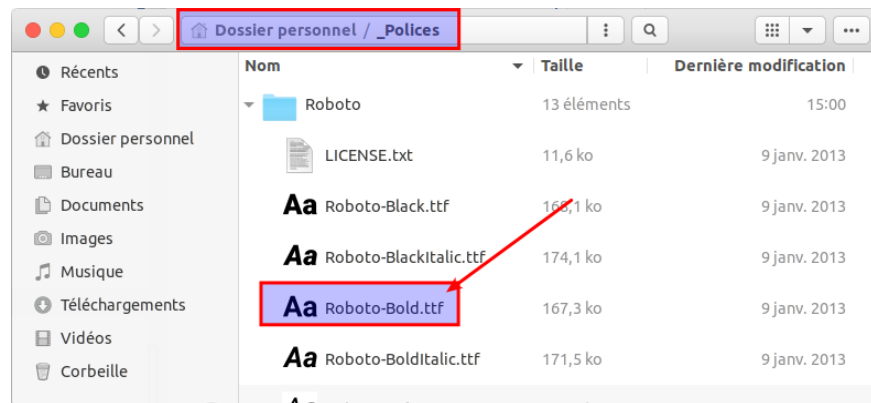 Dossier personnel / _Polices
Récents
Favoris
Dossier personnel
Bureau
Documents
Images
Musique
Téléchargements
Vidéos
Corbeille
Nom Taille Dernière modification
Roboto 13 éléments 15:00
LICENSE.txt 11,6 ko 9 janv. 2013
Aa Roboto-Black.ttf 168,1 ko 9 janv. 2013
Aa Roboto-BlackItalic.ttf 174,1 ko 9 janv. 2013
Aa Roboto-Bold.ttf 167,3 ko 9 janv. 2013
Aa Roboto-BoldItalic.ttf 171,5 ko 9 janv. 2013